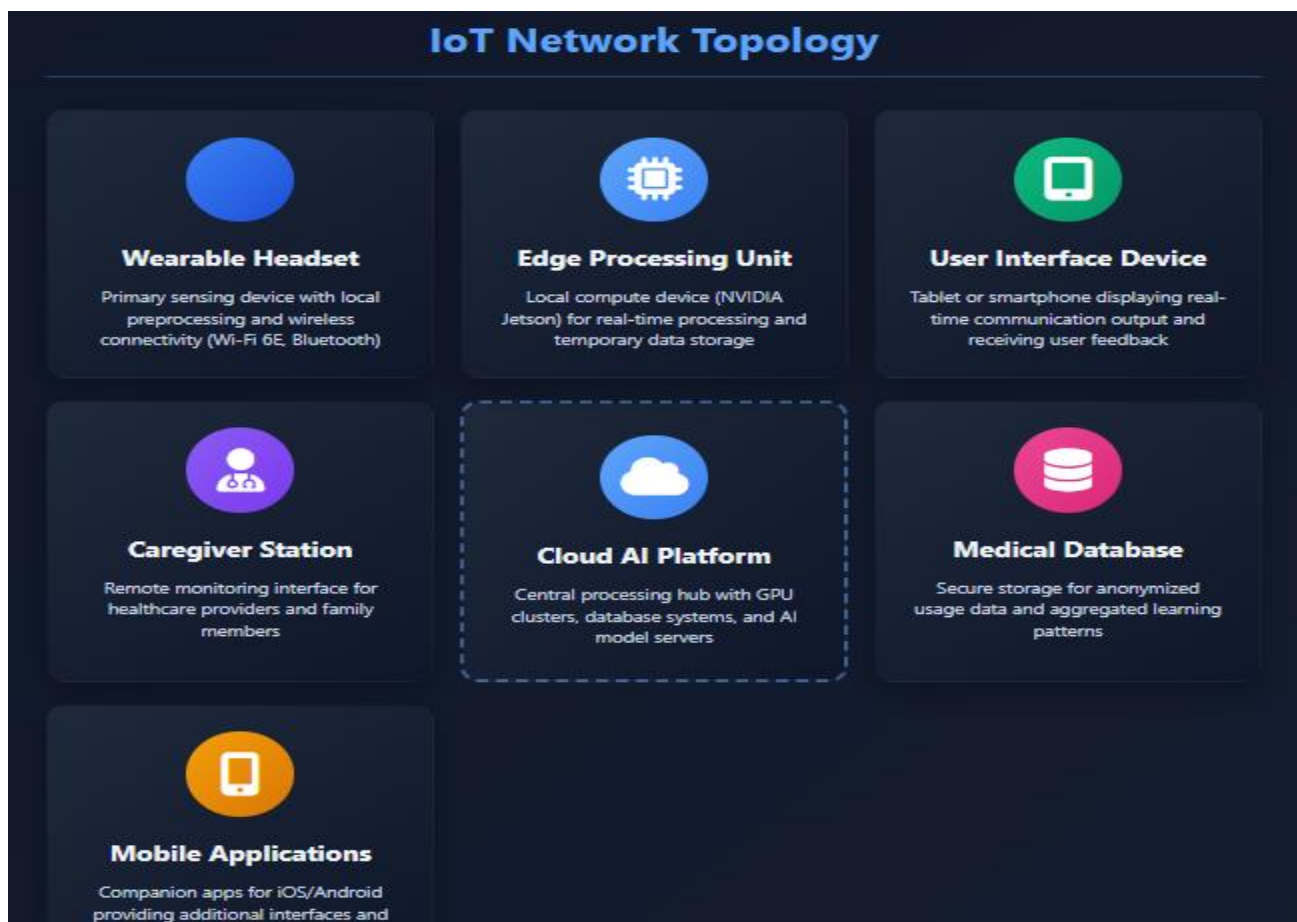 IoT Network Topology
Wearable Headset
Primary sensing device with local
preprocessing and wireless
connectivity (Wi-Fi 6E, Bluetooth)
Edge Processing Unit
Local compute device (NVIDIA
Jetson) for real-time processing and
temporary data storage
User Interface Device
Tablet or smartphone displaying real-
time communication output and
receiving user feedback
Caregiver Station
Remote monitoring interface for
healthcare providers and family
members
Cloud AI Platform
Central processing hub with GPU
clusters, database systems, and AI
model servers
Medical Database
Secure storage for anonymized
usage data and aggregated learning
patterns
Mobile Applications
Companion apps for iOS/Android
providing additional interfaces and